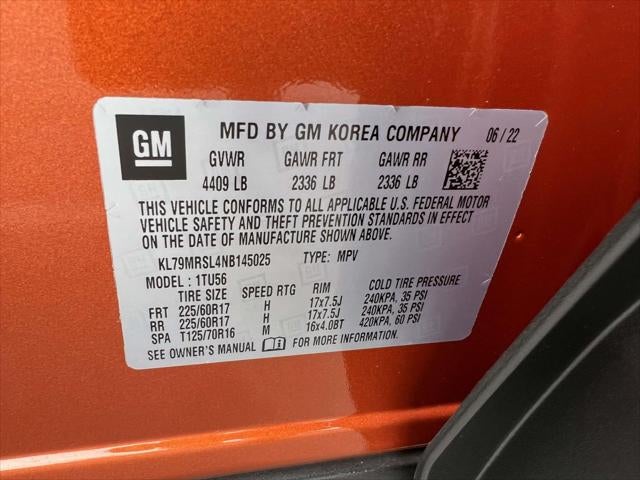 GM MFD BY GM KOREA COMPANY 06/22
GVWR GAWR FRT GAWR RR
4409 LB 2336 LB 2336 LB
THIS VEHICLE CONFORMS TO ALL APPLICABLE U.S. FEDERAL MOTOR
VEHICLE SAFETY AND THEFT PREVENTION STANDARDS IN EFFECT
ON THE DATE OF MANUFACTURE SHOWN ABOVE.
KL79MRSL4NB145025 TYPE: MPV
MODEL : 1TU56
TIRE SIZE SPEED RTG RIM COLD TIRE PRESSURE
FRT 225/60R17 H 17x7.5J 240KPA, 35 PSI
RR 225/60R17 H 17x7.5J 240KPA, 35 PSI
SPA T125/70R16 M 16x4.0BT 420KPA, 60 PSI
SEE OWNER'S MANUAL FOR MORE INFORMATION.